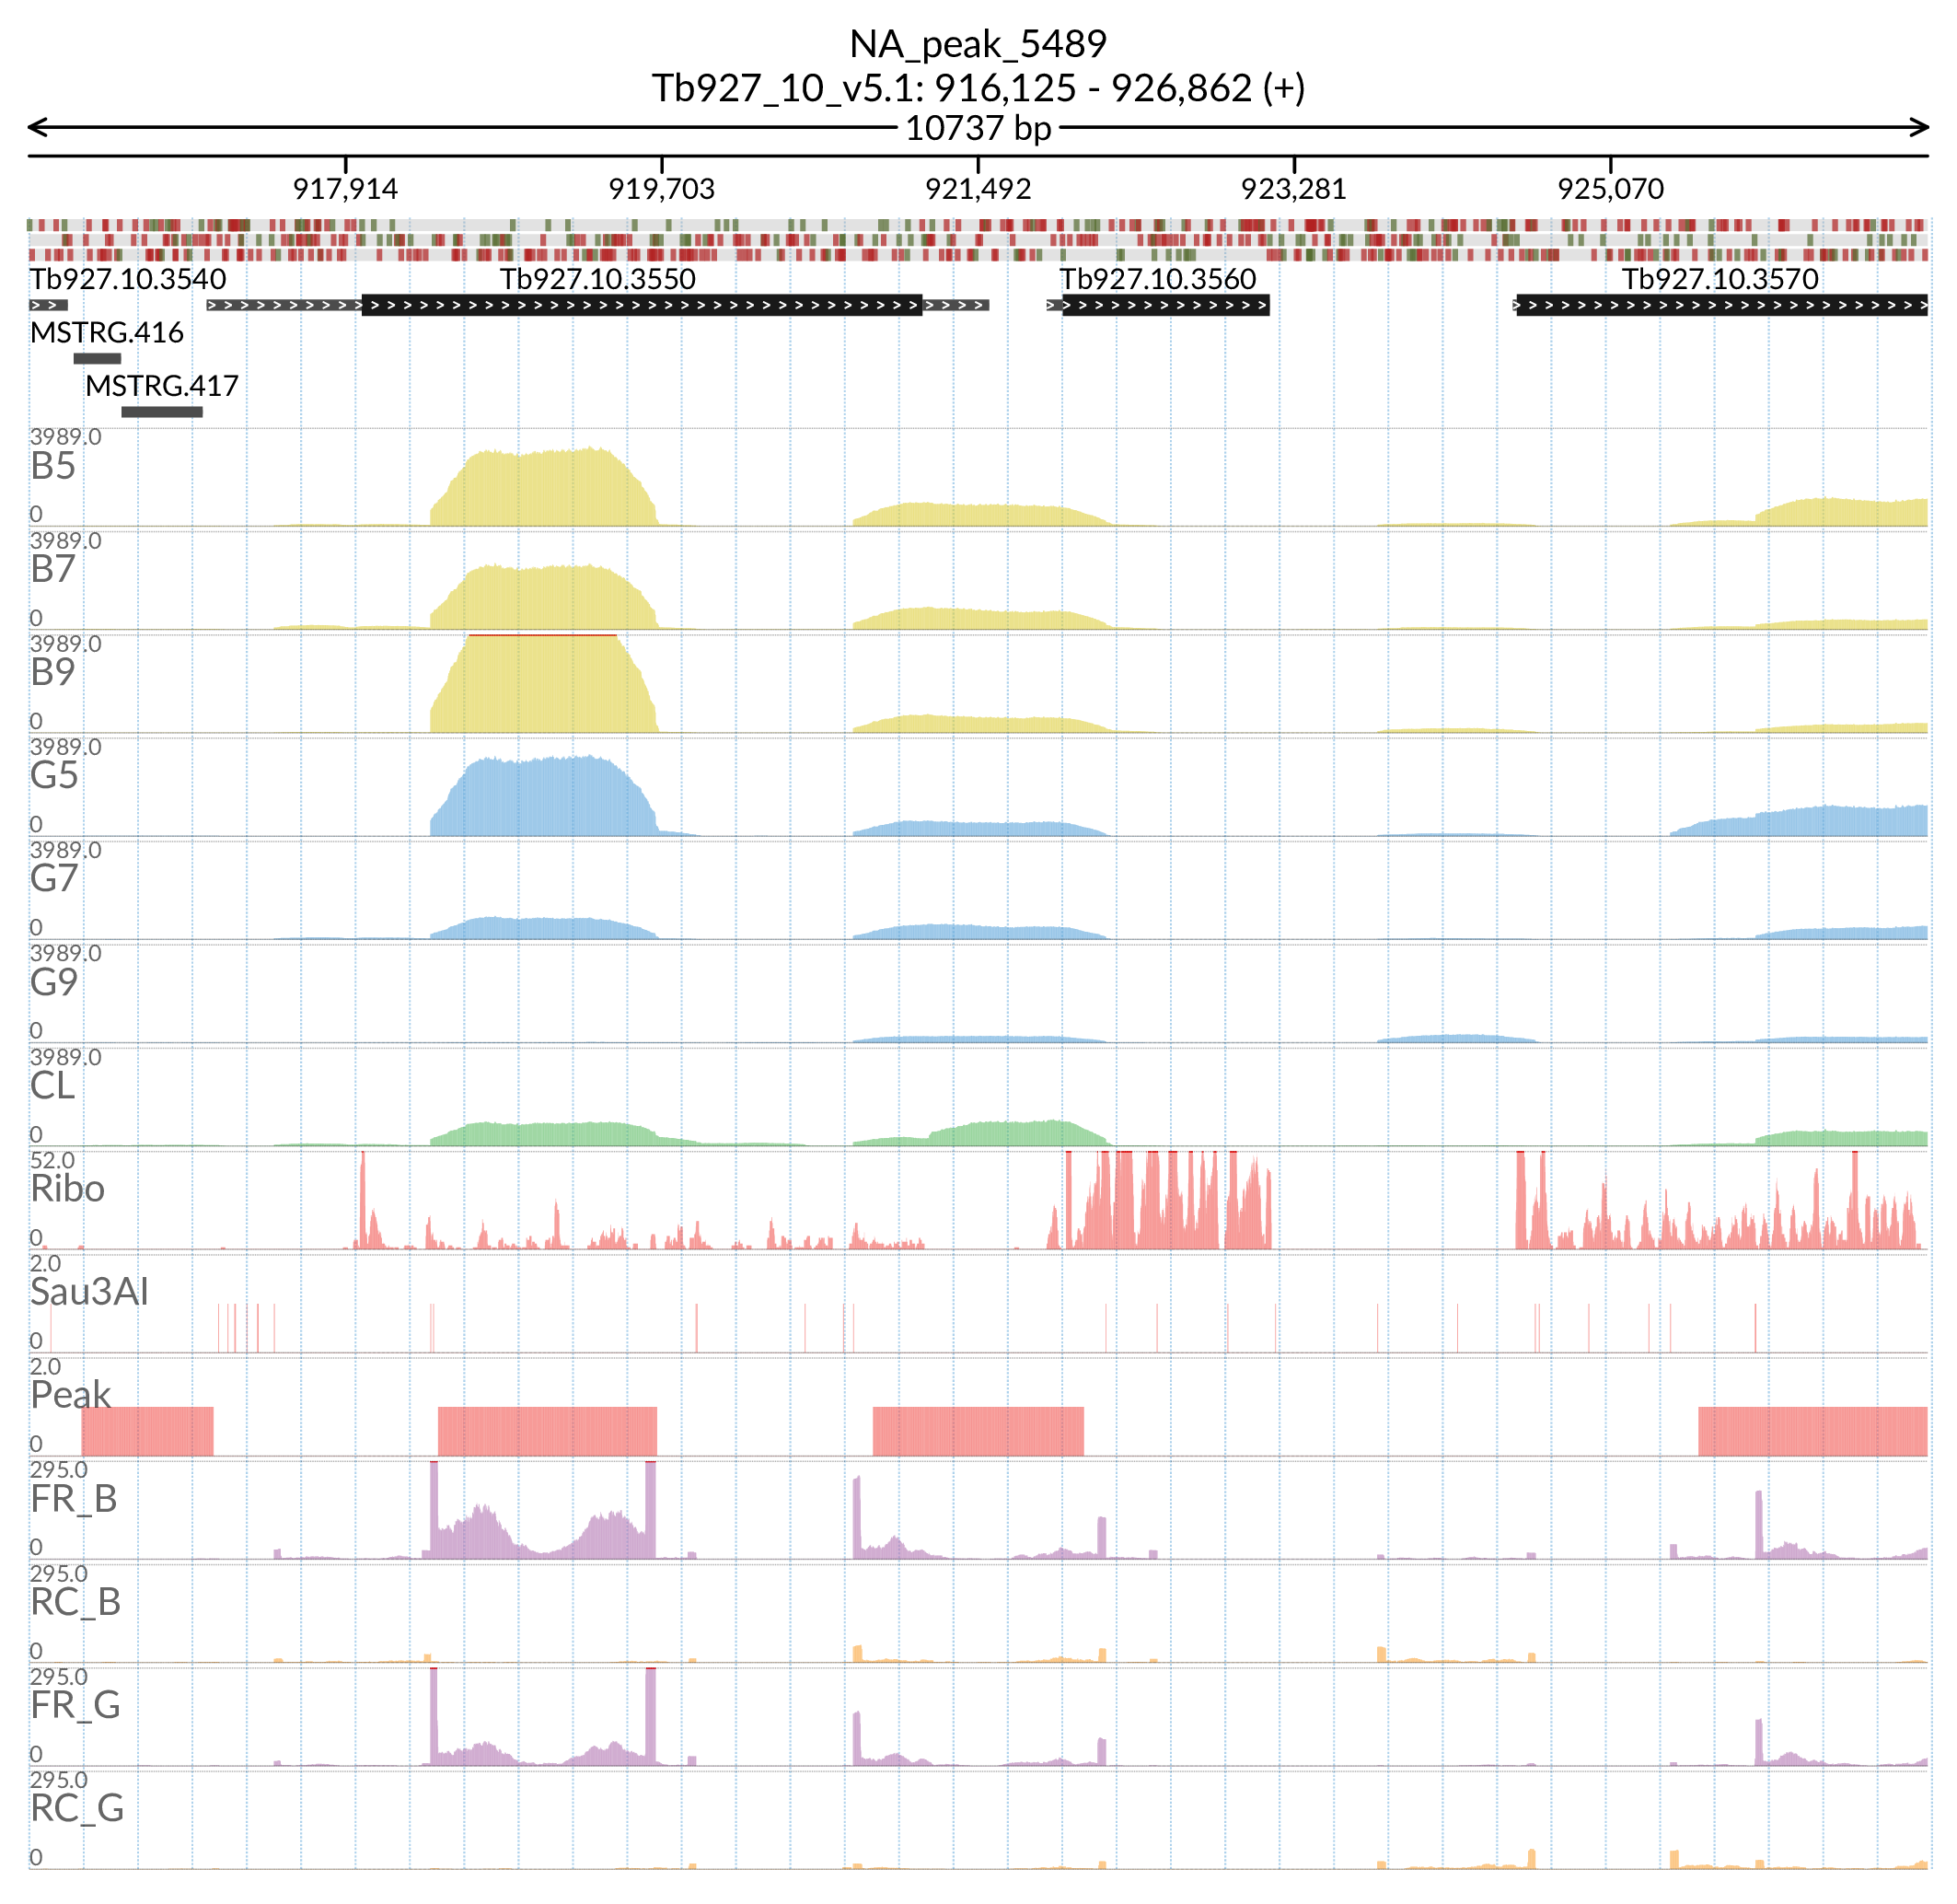 NA_peak_5489
Tb927_10_v5.1: 916,125 - 926,862 (+)
10737 bp
917,914 919,703 921,492 923,281 925,070
Tb927.10.3540 Tb927.10.3550 Tb927.10.3560 Tb927.10.3570
MSTRG.416
MSTRG.417
3989.0
B5
0
3989.0
B7
0
3989.0
B9
0
3989.0
G5
0
3989.0
G7
0
3989.0
G9
0
3989.0
CL
0
52.0
Ribo
0
2.0
Sau3AI
0
2.0
Peak
0
295.0
FR_B
0
295.0
RC_B
0
295.0
FR_G
0
295.0
RC_G
0